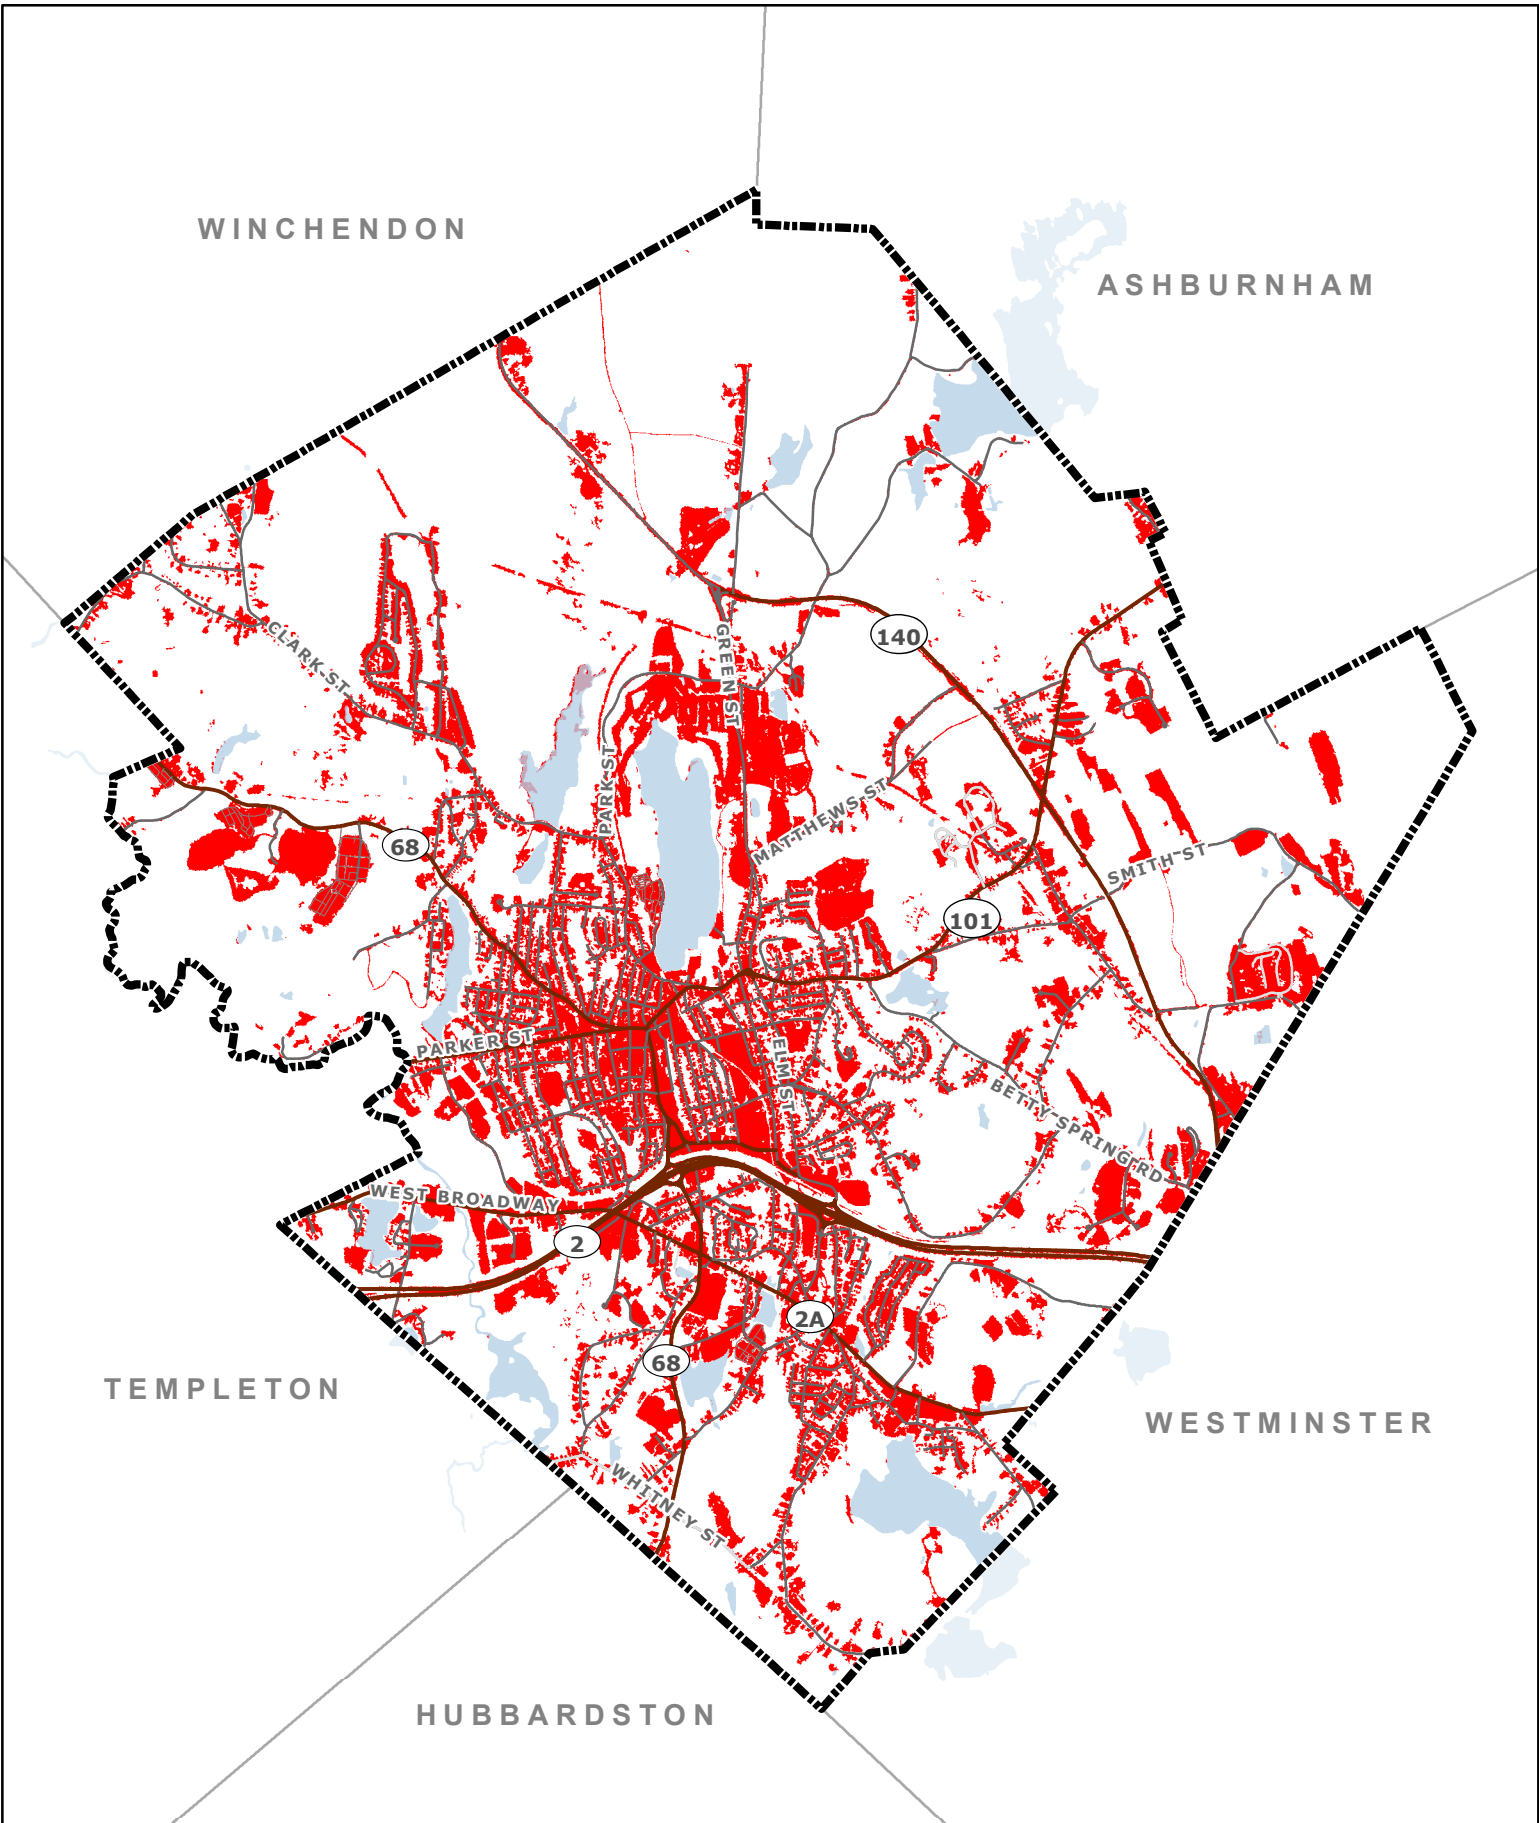 WINCHENDON
ASHBURNHAM
CLARK ST
GREEN ST
140
PARK ST
MATTHEWS ST
68
SMITH ST
101
PARKER ST
ELM ST
BETTY SPRING RD
WEST BROADWAY
2
2A
68
TEMPLETON
WESTMINSTER
WHITNEY ST
HUBBARDSTON